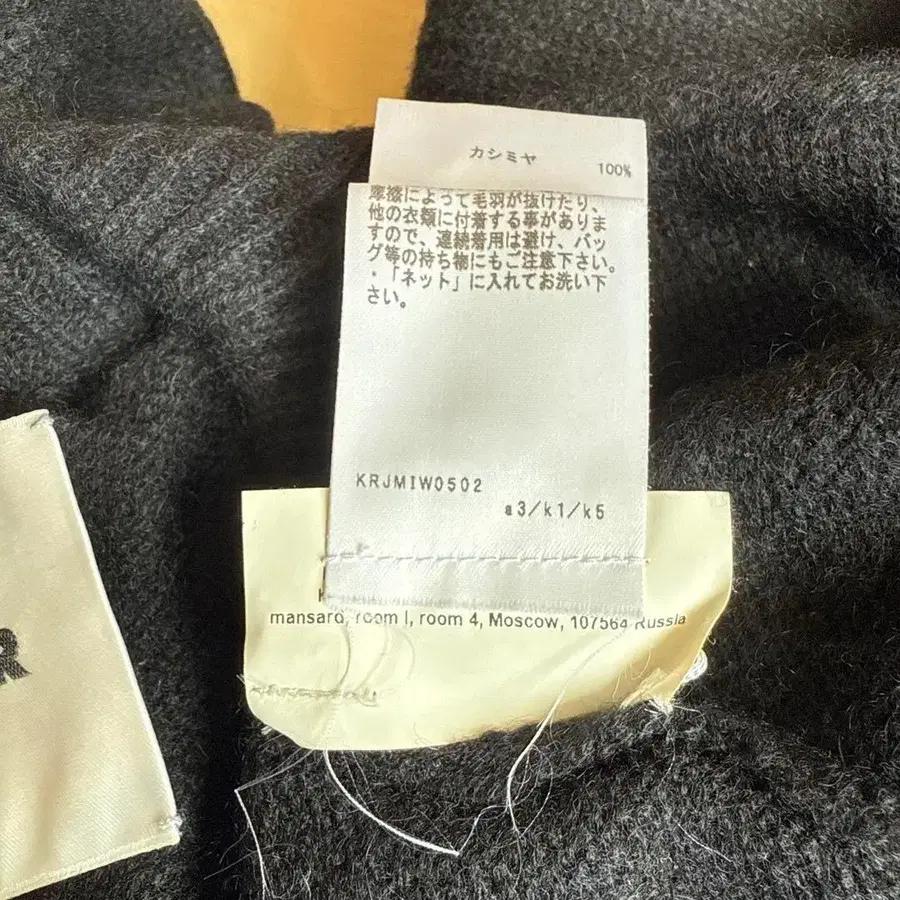 カシミヤ
100%
摩擦によって毛羽が抜けたり、
他の衣類に付着する事がありま
すので、連続着用は避け、バッ
グ等の持ち物にもご注意下さい。
・「ネット」に入れてお洗い下
さい。
KRJMIW0502
a3/k1/k5
mansard, room I, room 4, Moscow, 107564 Russia
R